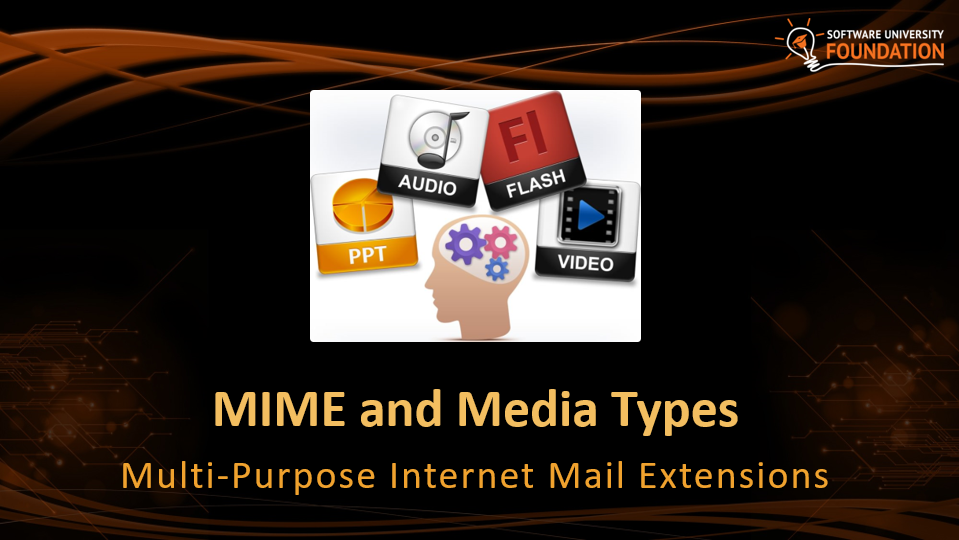 SOFTWARE UNIVERSITY
FOUNDATION
AUDIO
Fl
FLASH
PPT
VIDEO
MIME and Media Types
Multi-Purpose Internet Mail Extensions